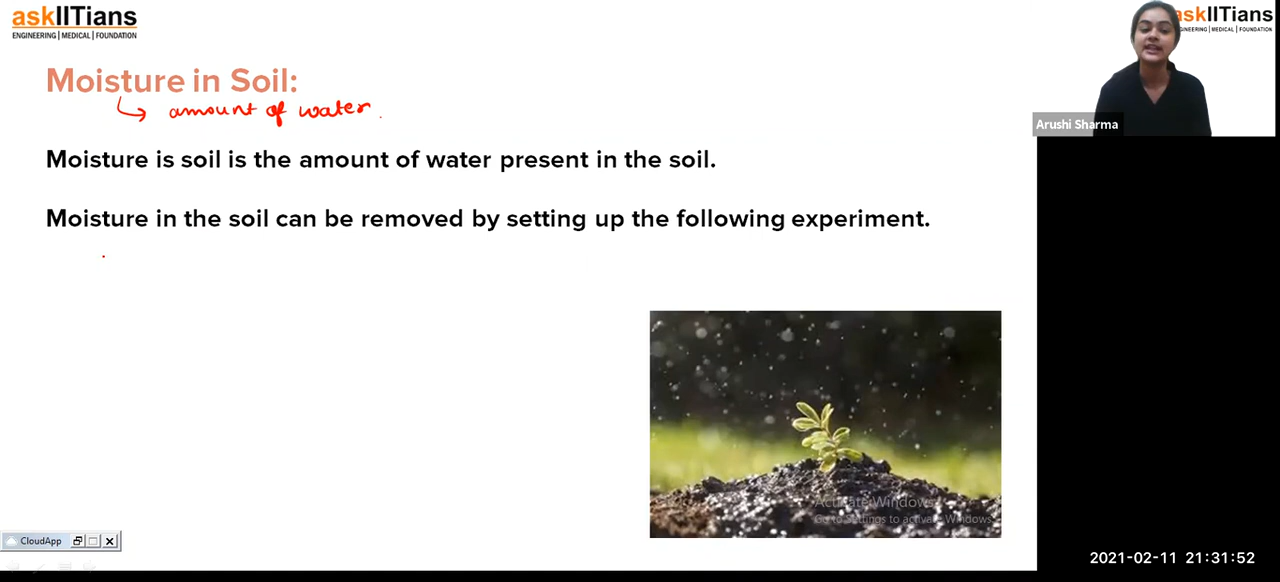 askIITians
ENGINEERING | MEDICAL | FOUNDATION
askIITians
ENGINEERING | MEDICAL | FOUNDATION
Arushi Sharma
Moisture in Soil:
amount of water.
Moisture is soil is the amount of water present in the soil.
Moisture in the soil can be removed by setting up the following experiment.
Activate Windows
Go to Settings to activate Windows.
CloudApp
2021-02-11 21:31:52